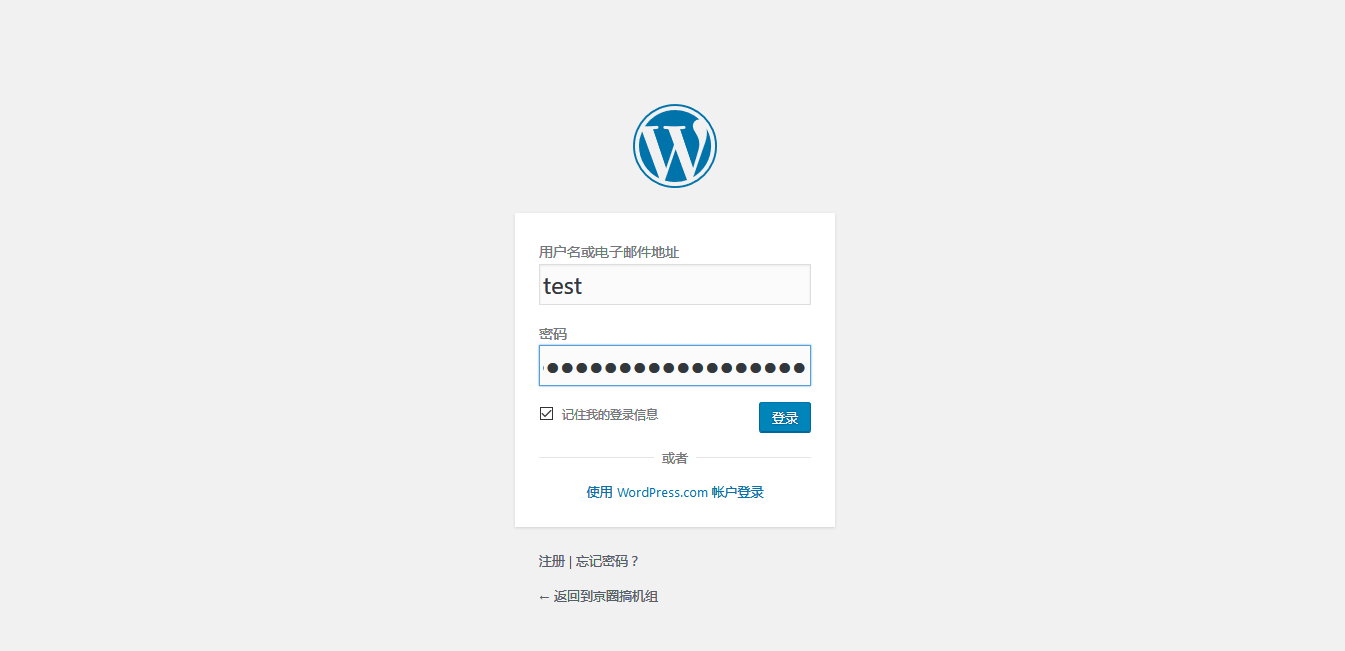 用户名或电子邮件地址
test
密码
●●●●●●●●●●●●●●●●●●
记住我的登录信息
登录
或者
使用 WordPress.com 帐户登录
注册 | 忘记密码？
← 返回到京圈搞机组